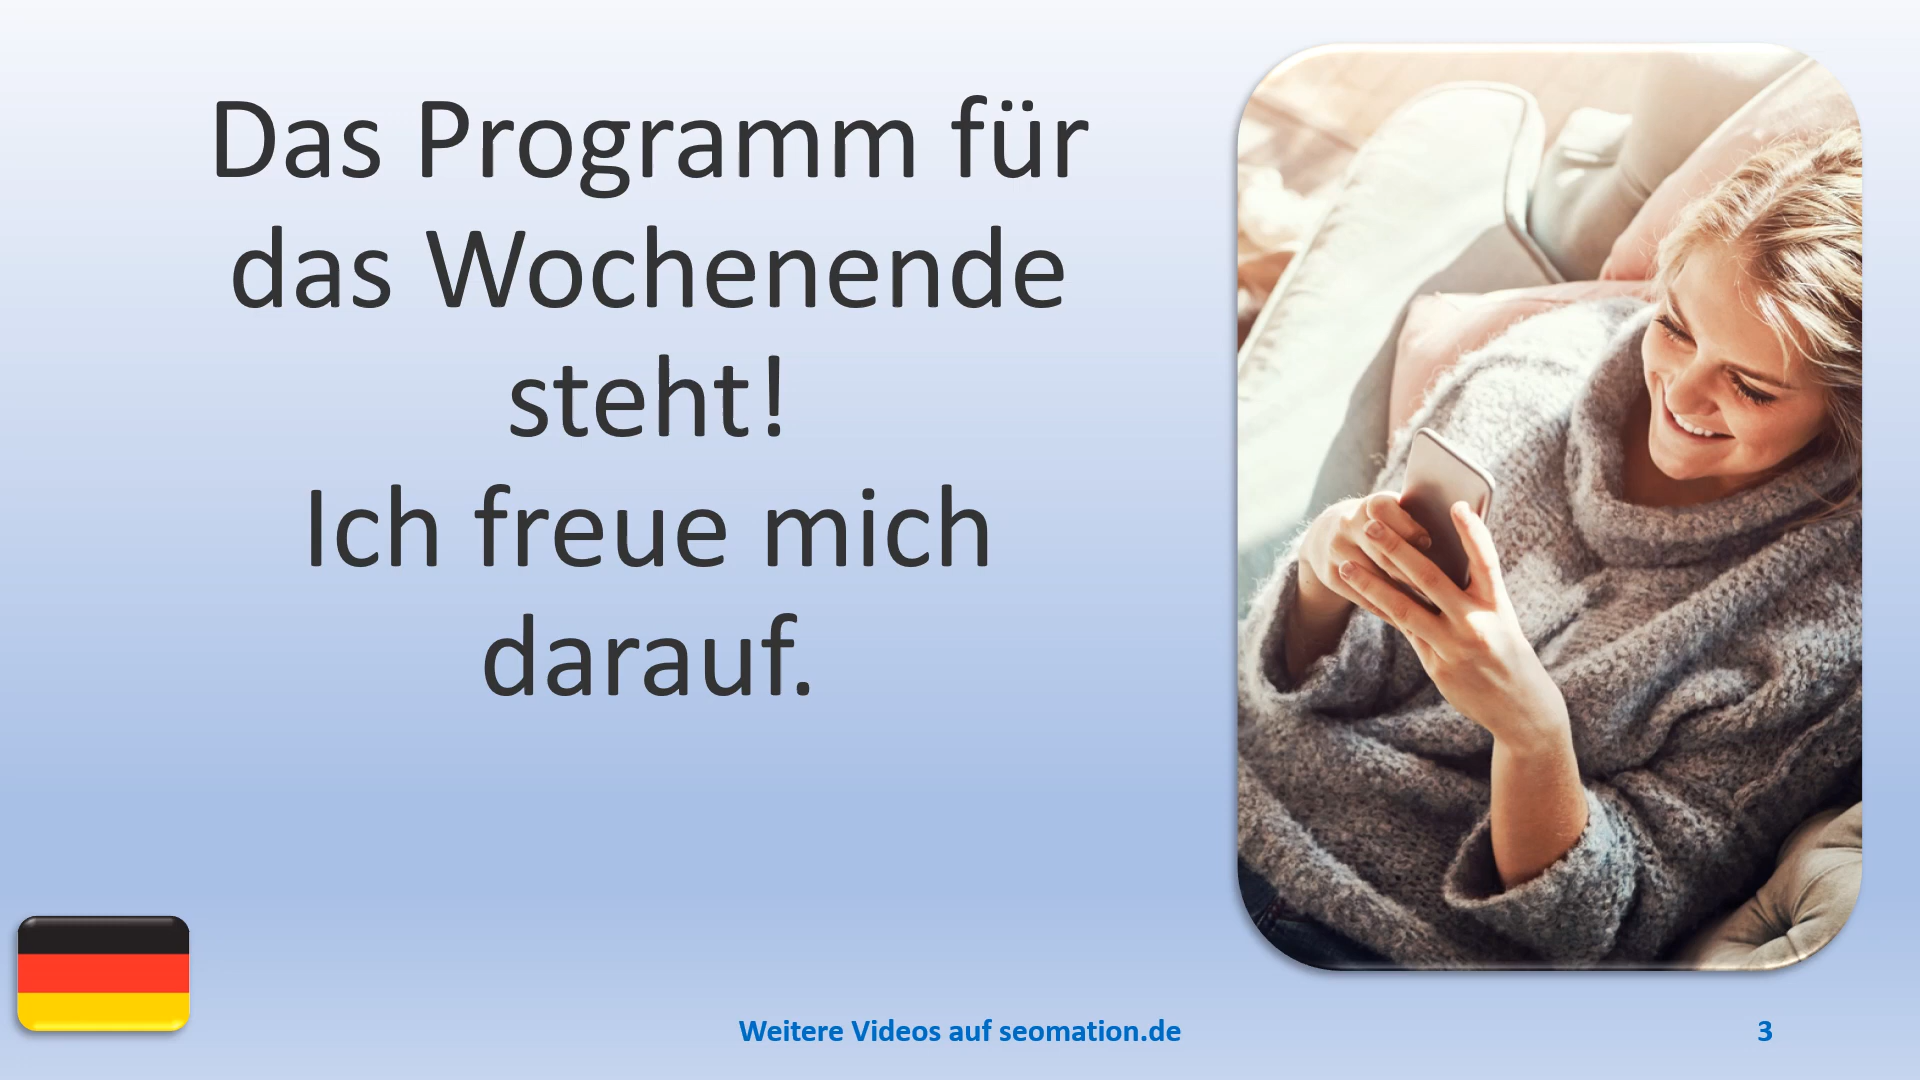 Das Programm für
das Wochenende
steht!
Ich freue mich
darauf.
Weitere Videos auf seomation.de
3